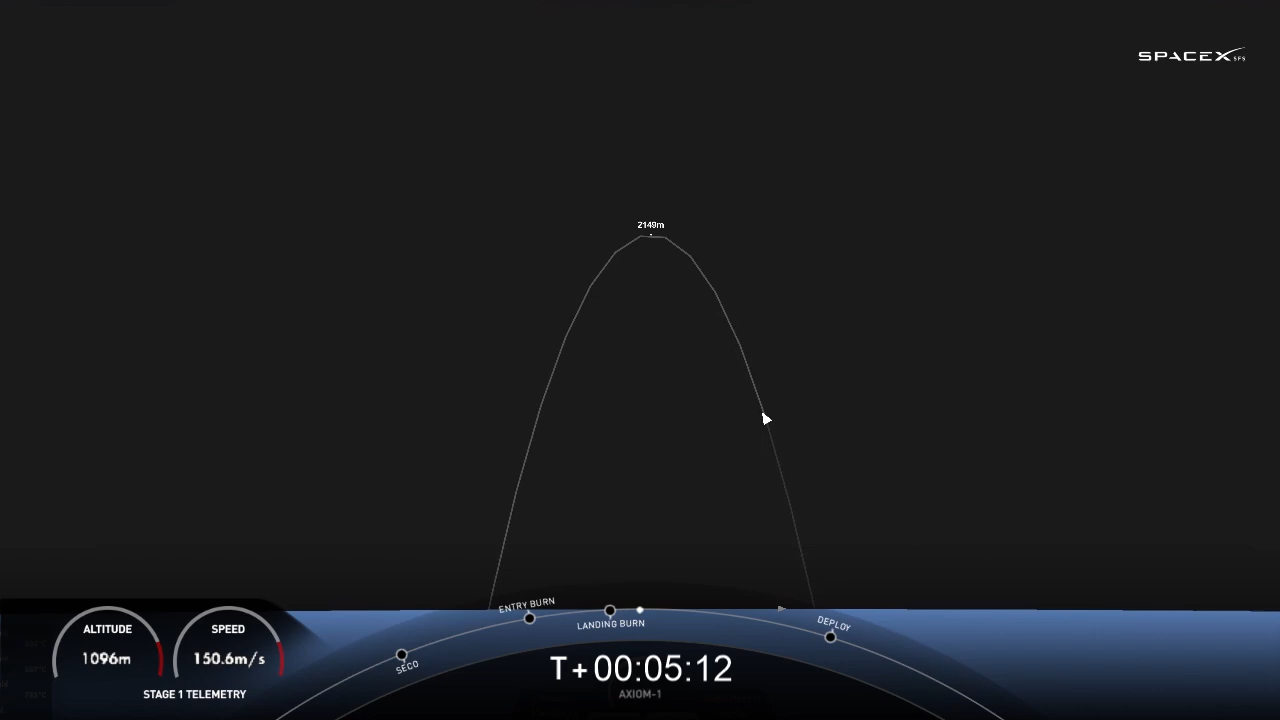 SPACEX SFS
2149m
ENTRY BURN
LANDING BURN
DEPLOY
SECO
ALTITUDE
1096m
SPEED
150.6m/s
STAGE 1 TELEMETRY
T+00:05:12
AXIOM-1